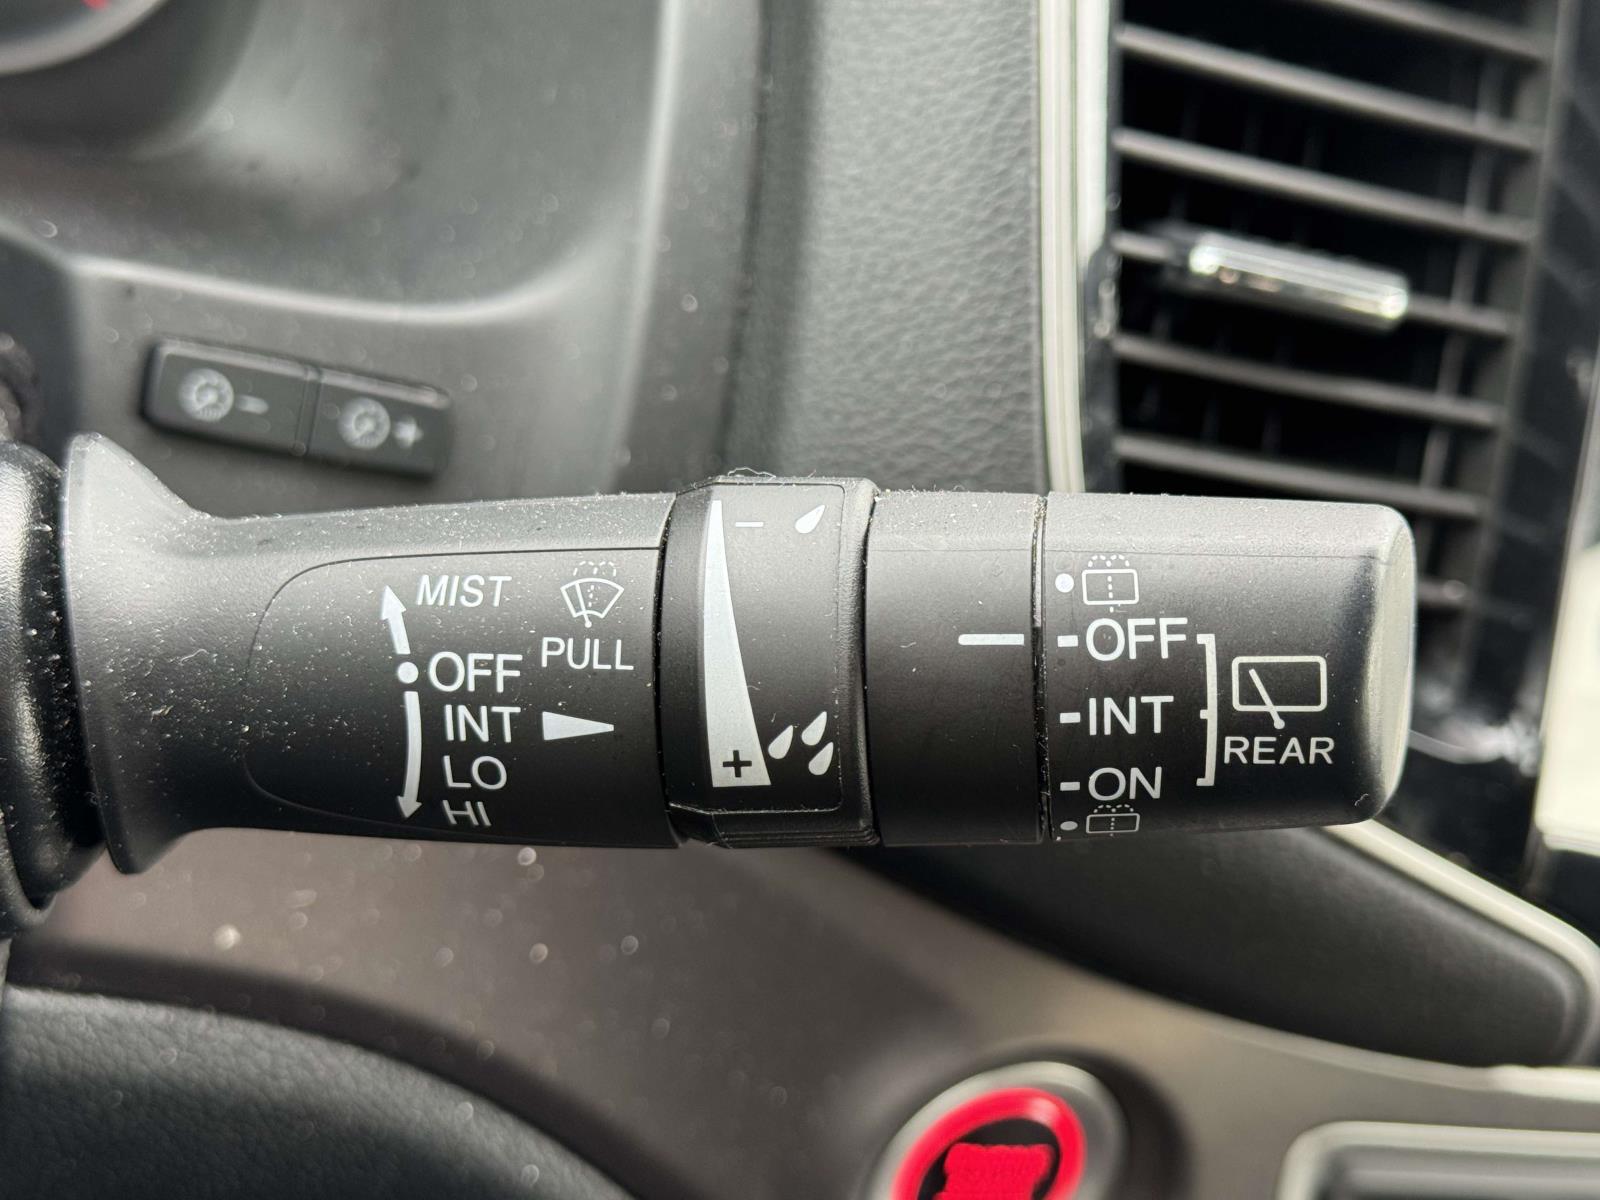 MIST
OFF
INT
LO
HI
PULL
- 
+
OFF
INT
ON
REAR